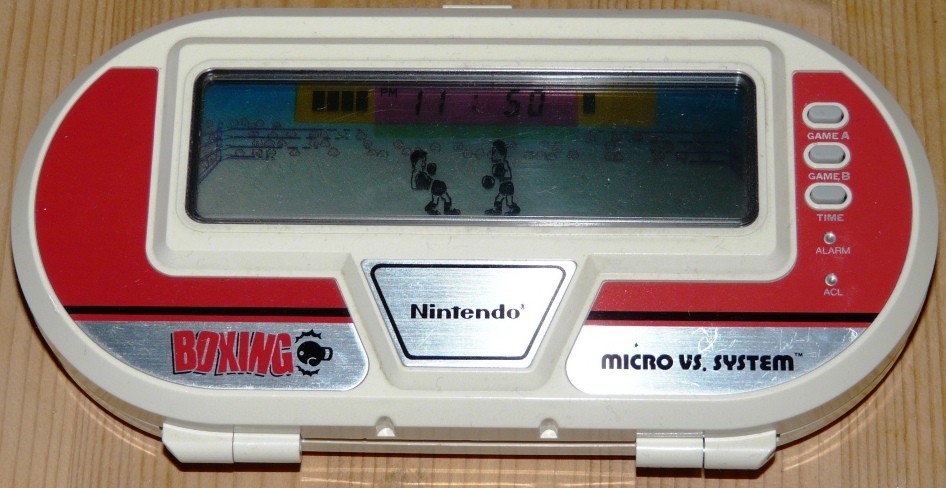 PM 11:50
GAME A
GAME B
TIME
ALARM
ACL
Nintendo®
BOXING
MICRO VS. SYSTEM™